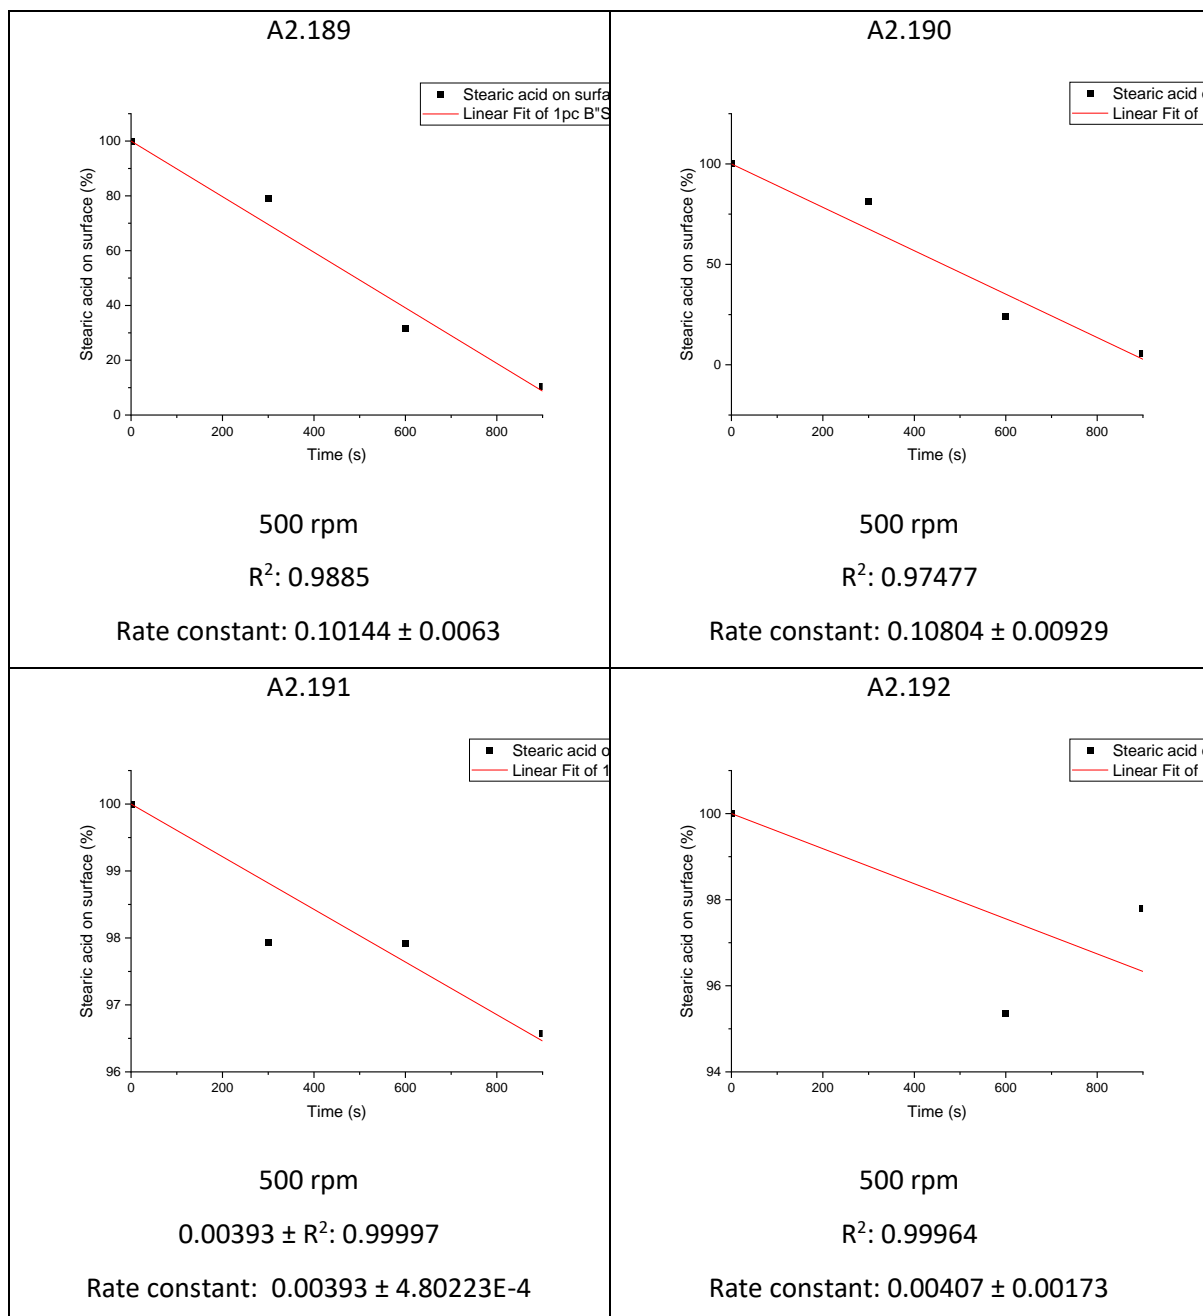 A2.189
Stearic acid on surfa
Linear Fit of 1pc B"S
100
80
60
40
20
0
Stearic acid on surface (%)
0 200 400 600 800
Time (s)
500 rpm
R²: 0.9885
Rate constant: 0.10144 ± 0.0063
A2.190
Stearic acid
Linear Fit of
100
50
0
Stearic acid on surface (%)
0 200 400 600 800
Time (s)
500 rpm
R²: 0.97477
Rate constant: 0.10804 ± 0.00929
A2.191
Stearic acid o
Linear Fit of 1
100
99
98
97
96
Stearic acid on surface (%)
0 200 400 600 800
Time (s)
500 rpm
0.00393 ± R²: 0.99997
Rate constant: 0.00393 ± 4.80223E-4
A2.192
Stearic acid
Linear Fit of
100
98
96
94
Stearic acid on surface (%)
0 200 400 600 800
Time (s)
500 rpm
R²: 0.99964
Rate constant: 0.00407 ± 0.00173